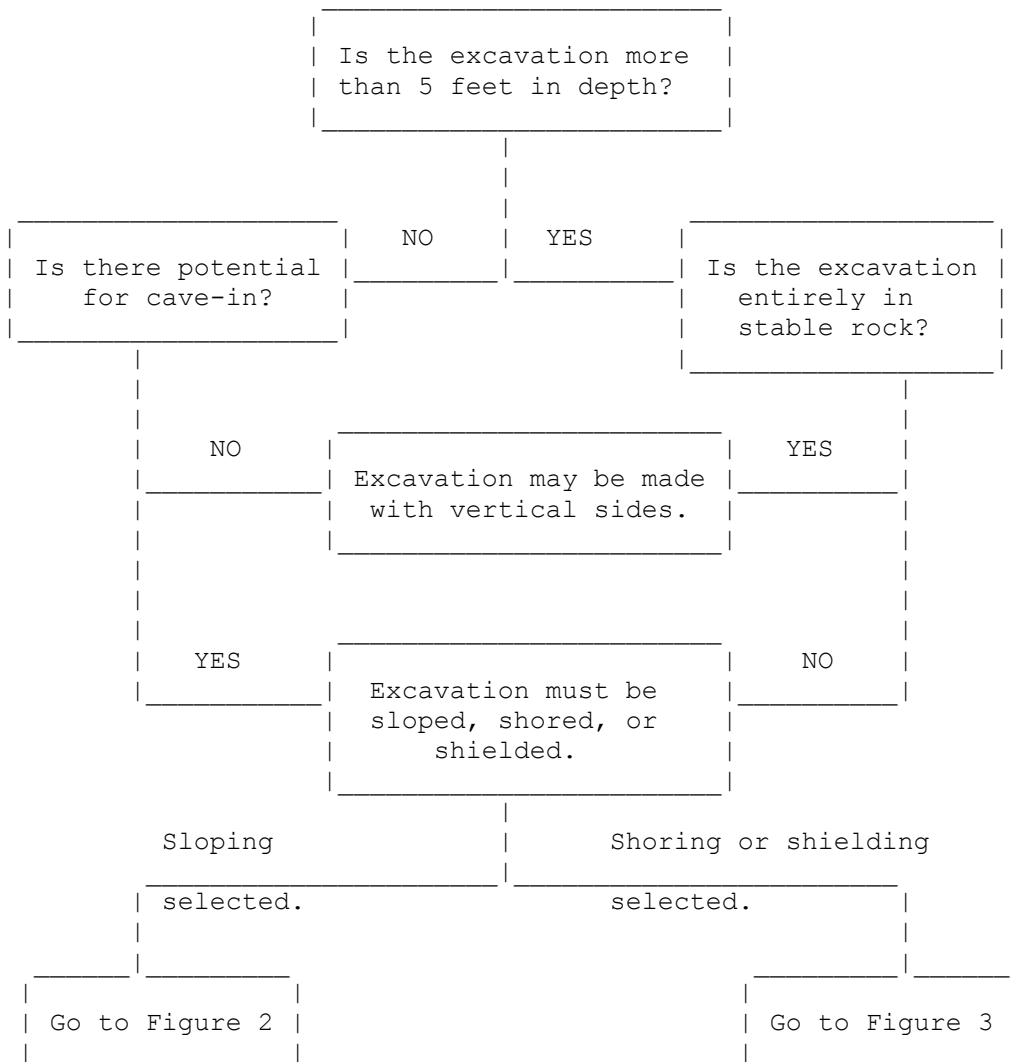 Is the excavation more
than 5 feet in depth?
NO
YES
Is there potential
for cave-in?
Is the excavation
entirely in
stable rock?
NO
YES
Excavation may be made
with vertical sides.
YES
NO
Excavation must be
sloped, shored, or
shielded.
Sloping
selected.
Shoring or shielding
selected.
Go to Figure 2
Go to Figure 3